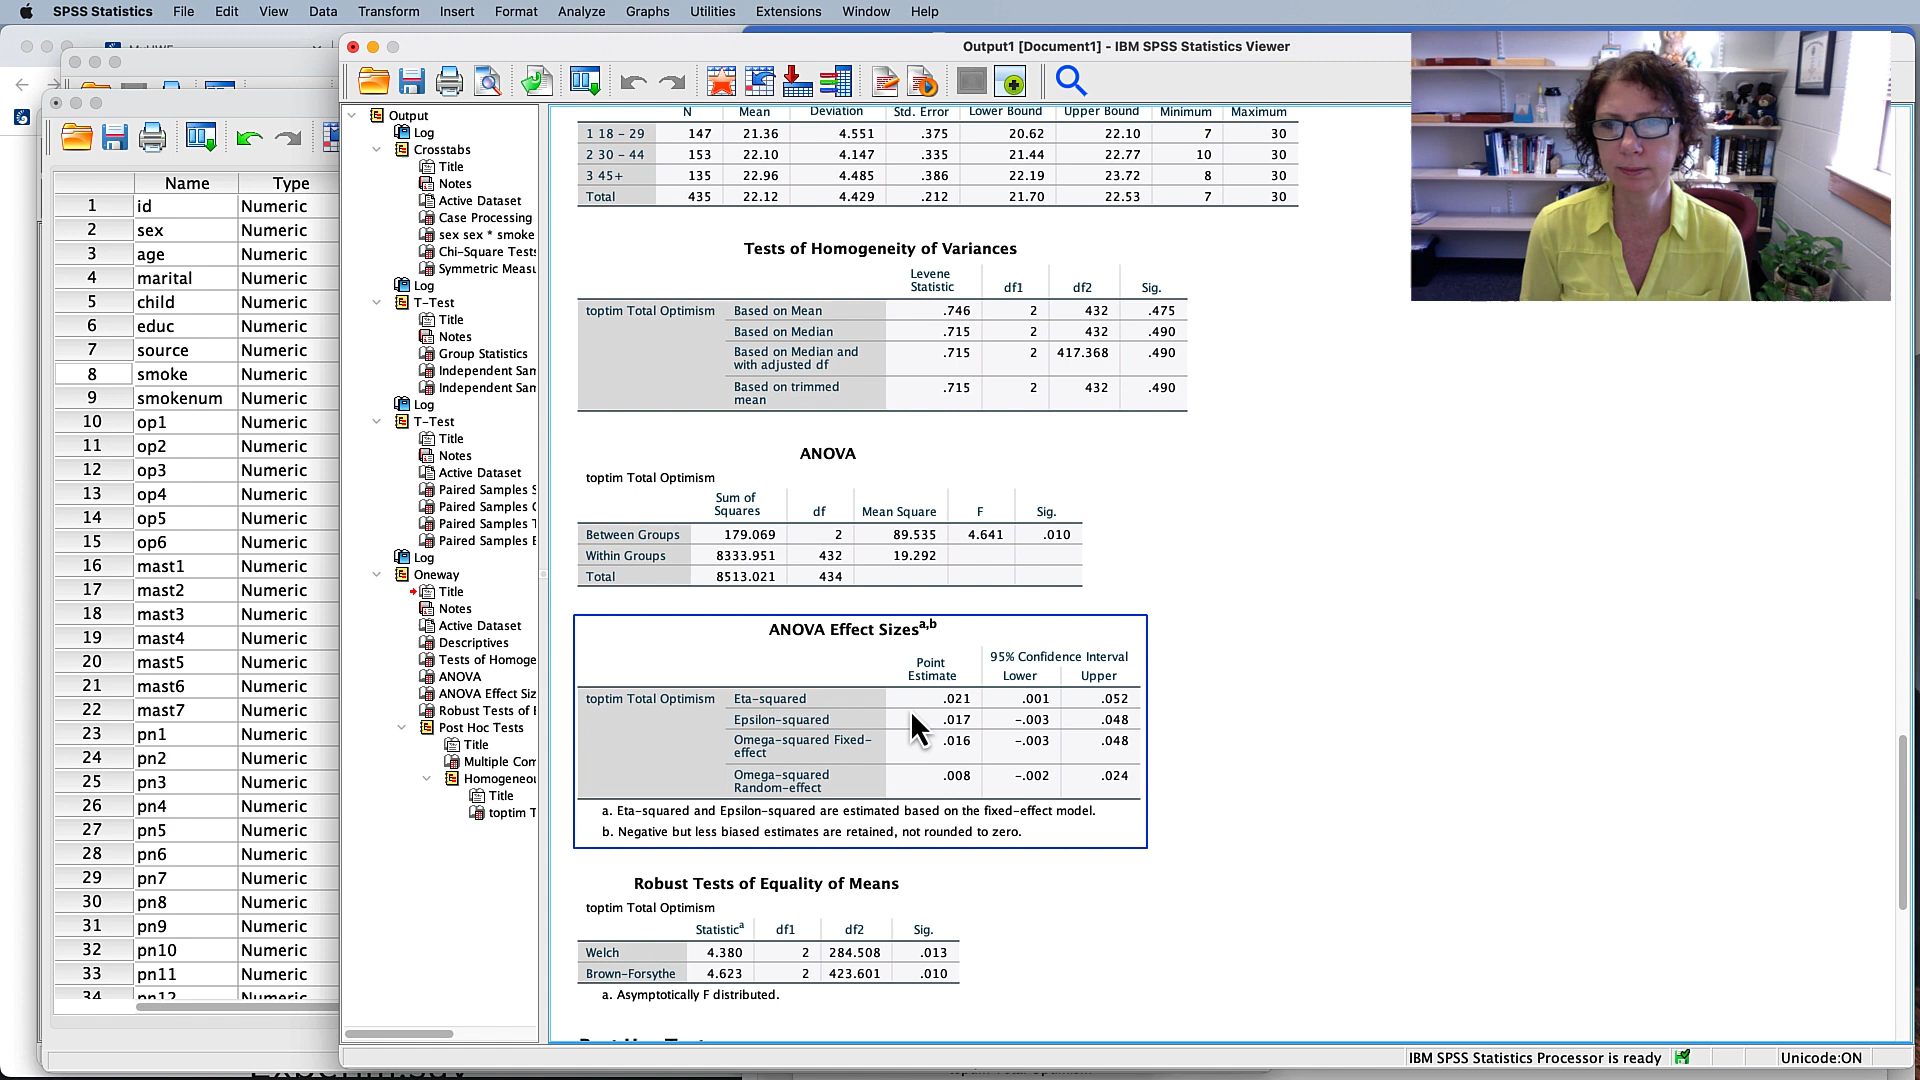 SPSS Statistics File Edit View Data Transform Insert Format Analyze Graphs Utilities Extensions Window Help
Output1 [Document1] - IBM SPSS Statistics Viewer
Name Type
1 id Numeric
2 sex Numeric
3 age Numeric
4 marital Numeric
5 child Numeric
6 educ Numeric
7 source Numeric
8 smoke Numeric
9 smokenum Numeric
10 op1 Numeric
11 op2 Numeric
12 op3 Numeric
13 op4 Numeric
14 op5 Numeric
15 op6 Numeric
16 mast1 Numeric
17 mast2 Numeric
18 mast3 Numeric
19 mast4 Numeric
20 mast5 Numeric
21 mast6 Numeric
22 mast7 Numeric
23 pn1 Numeric
24 pn2 Numeric
25 pn3 Numeric
26 pn4 Numeric
27 pn5 Numeric
28 pn6 Numeric
29 pn7 Numeric
30 pn8 Numeric
31 pn9 Numeric
32 pn10 Numeric
33 pn11 Numeric
34 pn12 Numeric
Output
Log
Crosstabs
Title
Notes
Active Dataset
Case Processing
sex sex * smoke
Chi-Square Tests
Symmetric Measu
Log
T-Test
Title
Notes
Group Statistics
Independent Sam
Independent Sam
Log
T-Test
Title
Notes
Active Dataset
Paired Samples S
Paired Samples C
Paired Samples T
Paired Samples E
Log
Oneway
Title
Notes
Active Dataset
Descriptives
Tests of Homoge
ANOVA
ANOVA Effect Siz
Robust Tests of E
Post Hoc Tests
Title
Multiple Com
Homogeneou
Title
toptim T
N Mean Deviation Std. Error Lower Bound Upper Bound Minimum Maximum
1 18 - 29 147 21.36 4.551 .375 20.62 22.10 7 30
2 30 - 44 153 22.10 4.147 .335 21.44 22.77 10 30
3 45+ 135 22.96 4.485 .386 22.19 23.72 8 30
Total 435 22.12 4.429 .212 21.70 22.53 7 30
Tests of Homogeneity of Variances
Levene
Statistic df1 df2 Sig.
toptim Total Optimism Based on Mean .746 2 432 .475
Based on Median .715 2 432 .490
Based on Median and .715 2 417.368 .490
with adjusted df
Based on trimmed .715 2 432 .490
mean
ANOVA
toptim Total Optimism
Sum of
Squares df Mean Square F Sig.
Between Groups 179.069 2 89.535 4.641 .010
Within Groups 8333.951 432 19.292
Total 8513.021 434
ANOVA Effect Sizesa,b
Point 95% Confidence Interval
Estimate Lower Upper
toptim Total Optimism Eta-squared .021 .001 .052
Epsilon-squared .017 -.003 .048
Omega-squared Fixed- .016 -.003 .048
effect
Omega-squared .008 -.002 .024
Random-effect
a. Eta-squared and Epsilon-squared are estimated based on the fixed-effect model.
b. Negative but less biased estimates are retained, not rounded to zero.
Robust Tests of Equality of Means
toptim Total Optimism
Statistica df1 df2 Sig.
Welch 4.380 2 284.508 .013
Brown-Forsythe 4.623 2 423.601 .010
a. Asymptotically F distributed.
IBM SPSS Statistics Processor is ready Unicode:ON